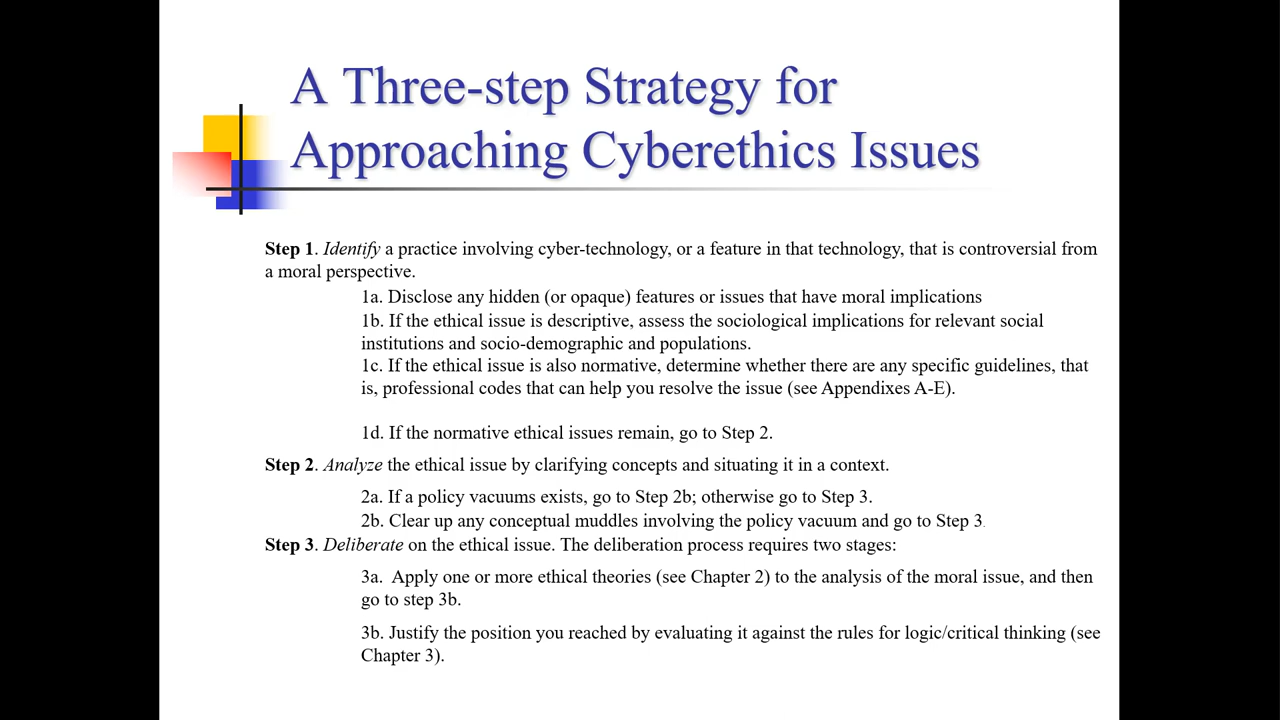 A Three-step Strategy for
Approaching Cyberethics Issues
Step 1. Identify a practice involving cyber-technology, or a feature in that technology, that is controversial from
a moral perspective.
1a. Disclose any hidden (or opaque) features or issues that have moral implications
1b. If the ethical issue is descriptive, assess the sociological implications for relevant social
institutions and socio-demographic and populations.
1c. If the ethical issue is also normative, determine whether there are any specific guidelines, that
is, professional codes that can help you resolve the issue (see Appendixes A-E).
1d. If the normative ethical issues remain, go to Step 2.
Step 2. Analyze the ethical issue by clarifying concepts and situating it in a context.
2a. If a policy vacuums exists, go to Step 2b; otherwise go to Step 3.
2b. Clear up any conceptual muddles involving the policy vacuum and go to Step 3.
Step 3. Deliberate on the ethical issue. The deliberation process requires two stages:
3a. Apply one or more ethical theories (see Chapter 2) to the analysis of the moral issue, and then
go to step 3b.
3b. Justify the position you reached by evaluating it against the rules for logic/critical thinking (see
Chapter 3).